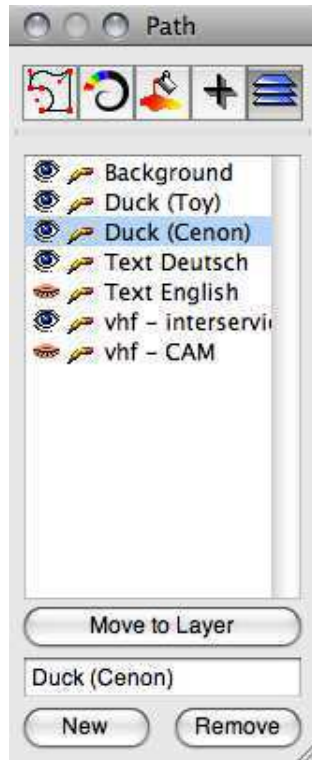 Path
Background
Duck (Toy)
Duck (Cenon)
Text Deutsch
Text English
vhf – interservi
vhf – CAM
Move to Layer
Duck (Cenon)
New Remove